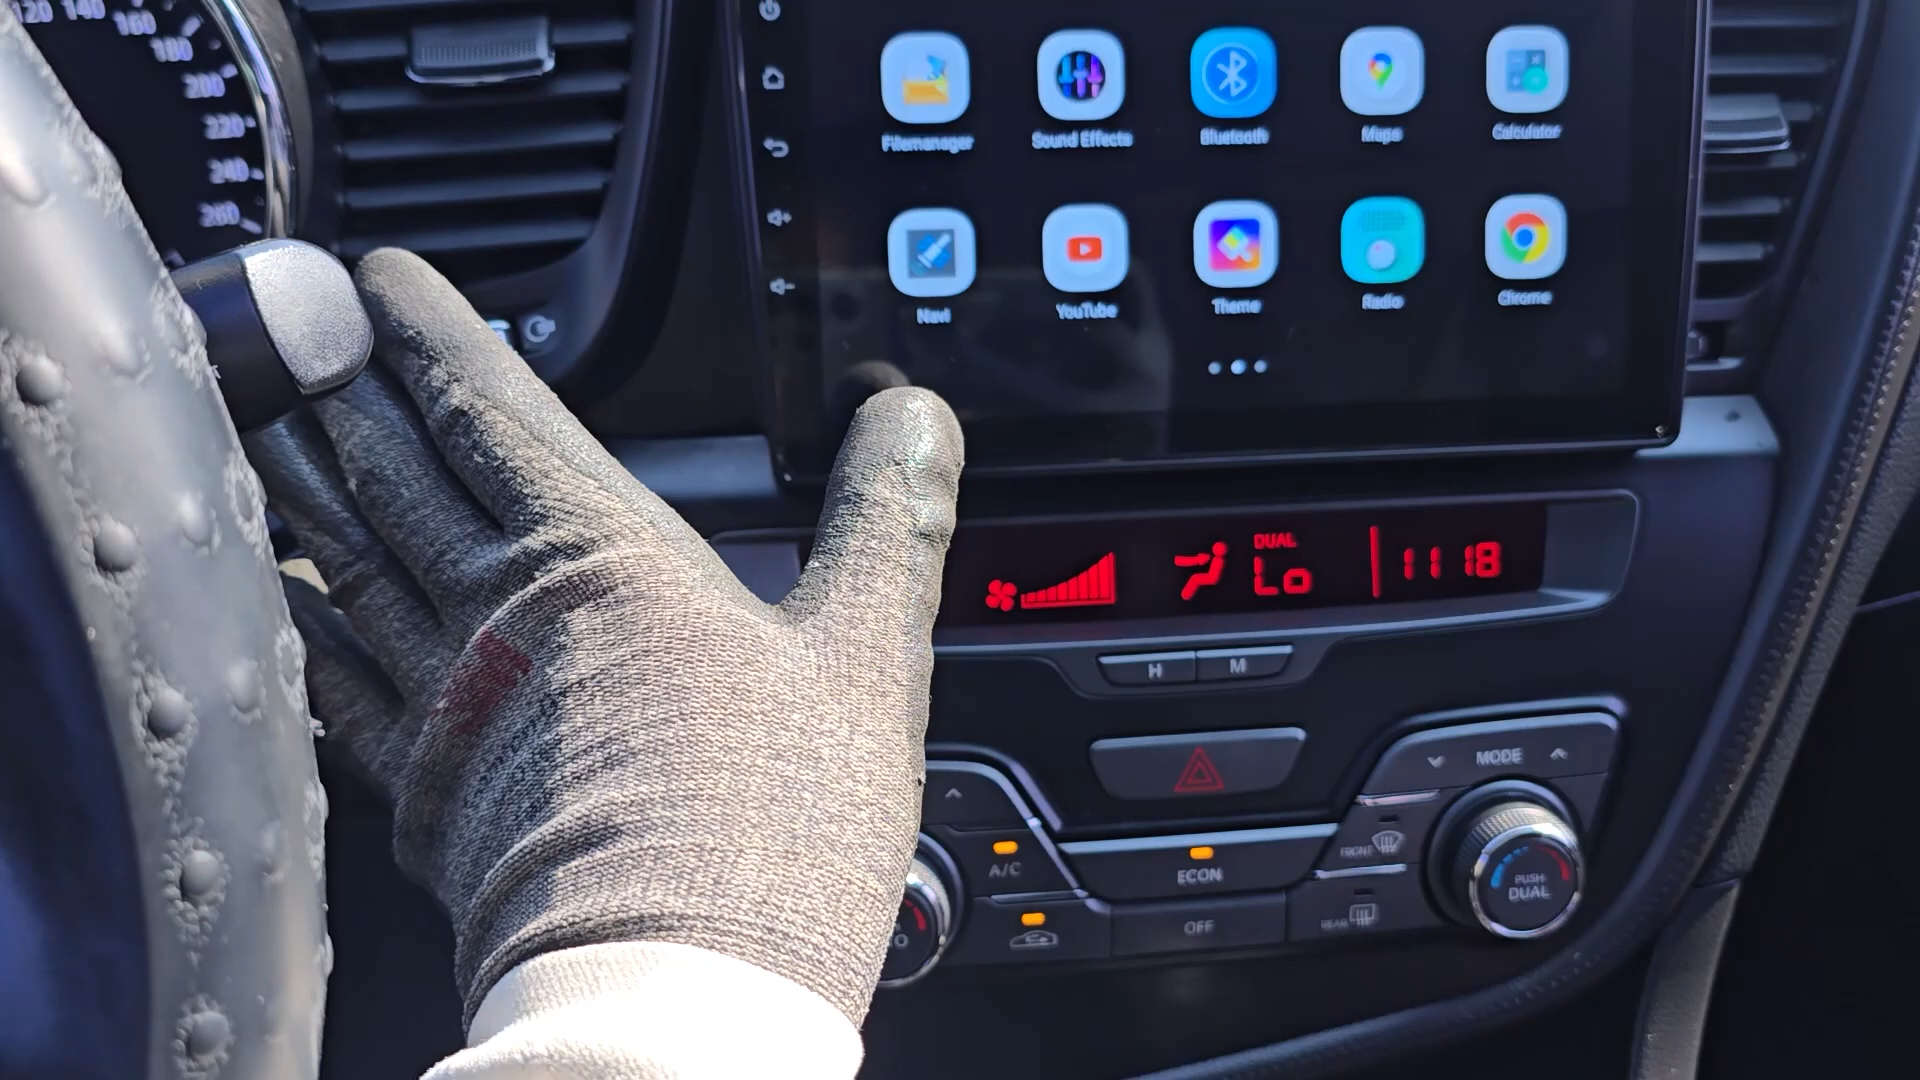 120 140
160
180
200
220
240
260
Filemanager Sound Effects Bluetooth Maps Calculator
Navi YouTube Theme Radio Chrome
DUAL
Lo 11 18
H M
MODE
A/C ECON FRONT
PUSH
DUAL
OFF REAR